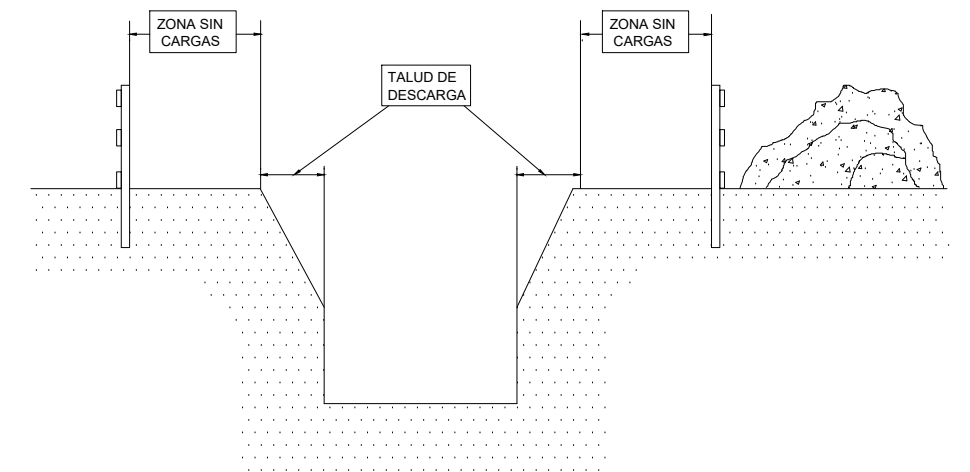 ZONA SIN
CARGAS
ZONA SIN
CARGAS
TALUD DE
DESCARGA